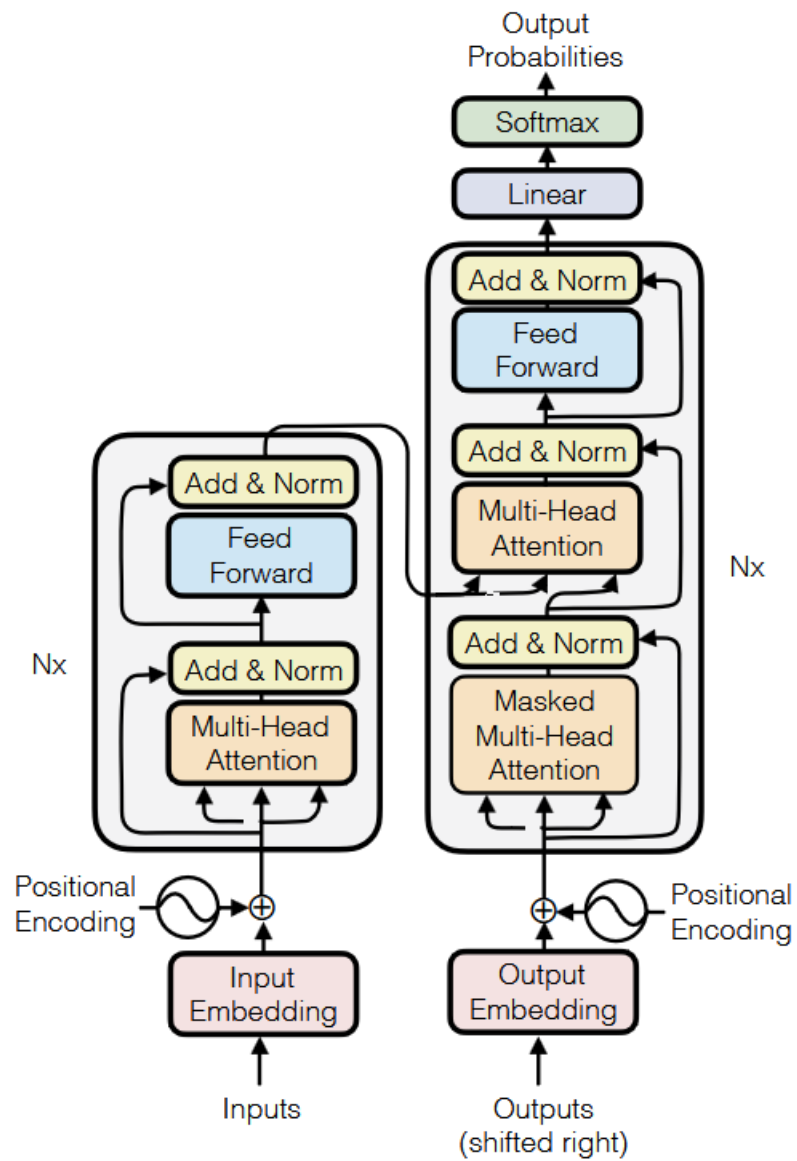 Output
Probabilities
Softmax
Linear
Add & Norm
Feed
Forward
Add & Norm
Multi-Head
Attention
Nx
Add & Norm
Masked
Multi-Head
Attention
Add & Norm
Feed
Forward
Nx
Add & Norm
Multi-Head
Attention
Positional
Encoding
Positional
Encoding
Input
Embedding
Output
Embedding
Inputs
Outputs
(shifted right)